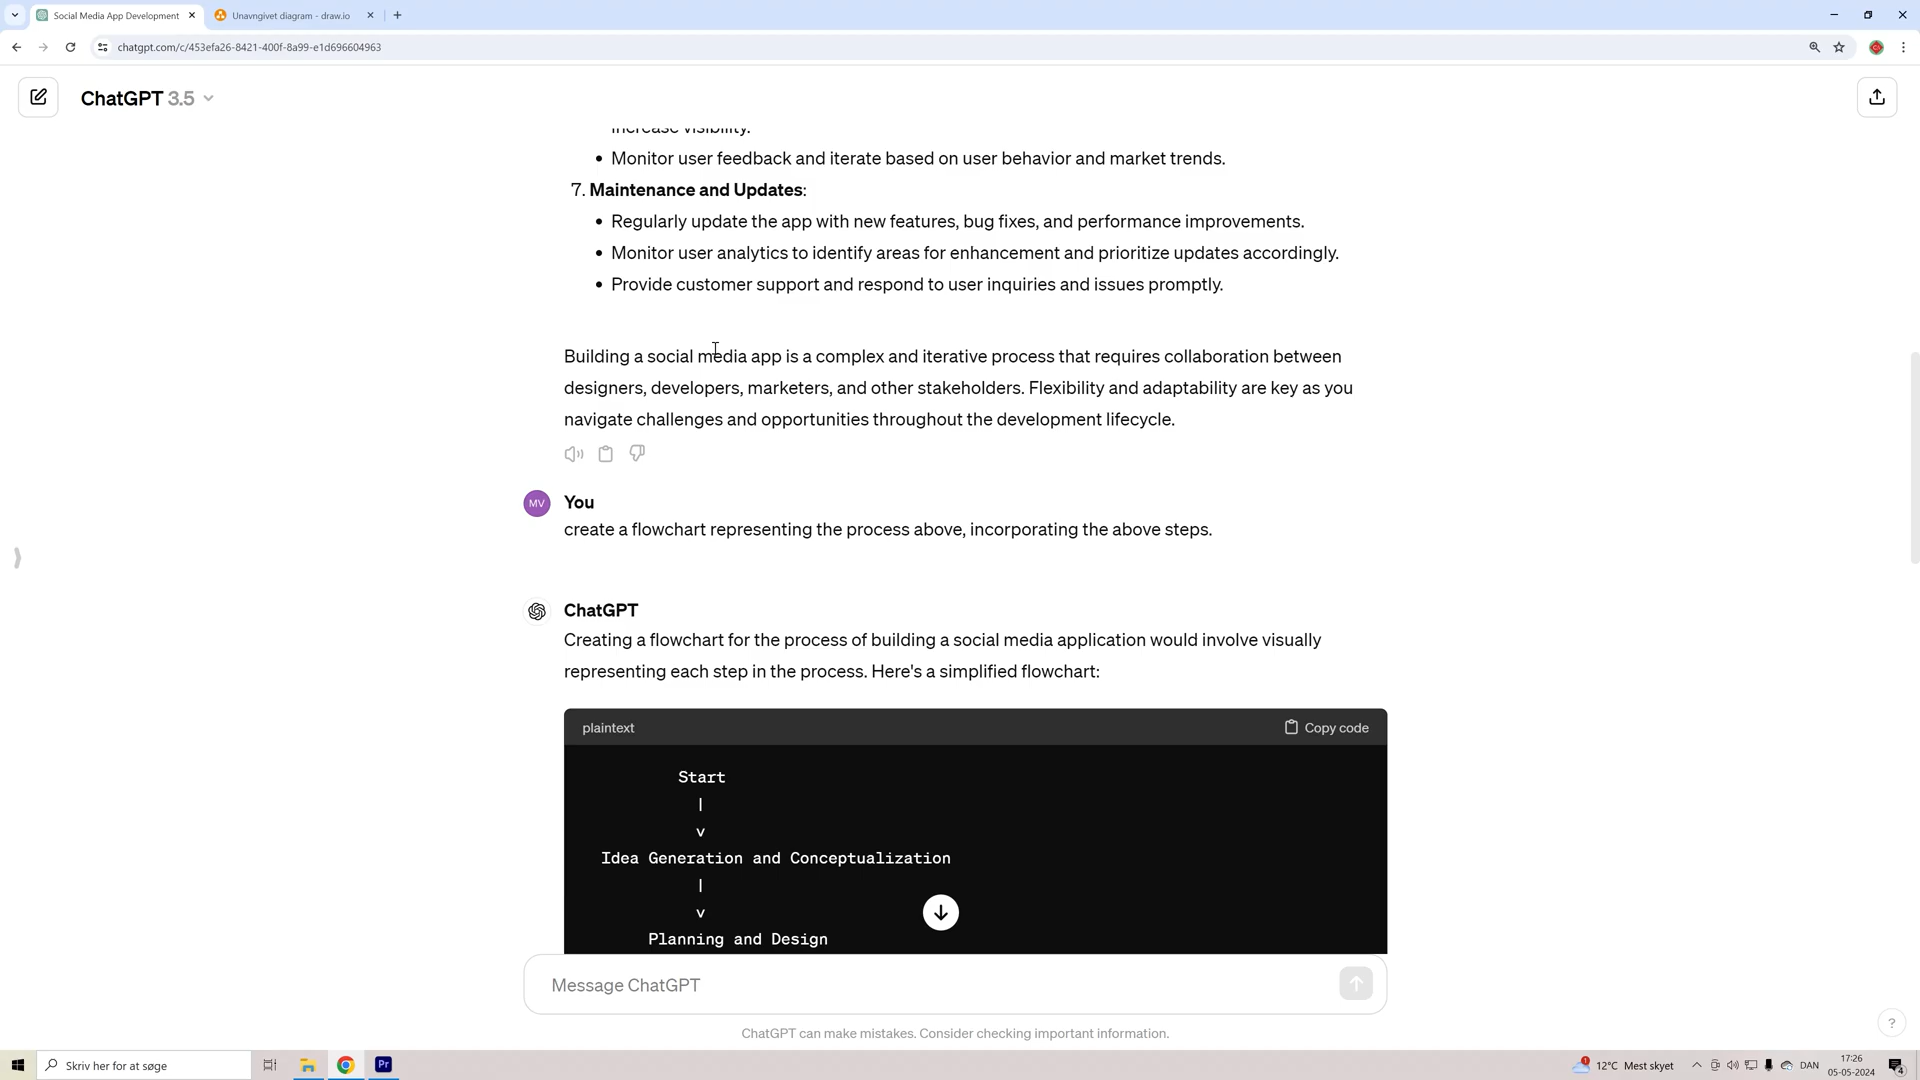 Social Media App Development
Unavngivet diagram - draw.io
chatgpt.com/c/453efa26-8421-400f-8a99-e1d696604963
ChatGPT 3.5
increase visibility.
• Monitor user feedback and iterate based on user behavior and market trends.
7. Maintenance and Updates:
• Regularly update the app with new features, bug fixes, and performance improvements.
• Monitor user analytics to identify areas for enhancement and prioritize updates accordingly.
• Provide customer support and respond to user inquiries and issues promptly.
Building a social media app is a complex and iterative process that requires collaboration between
designers, developers, marketers, and other stakeholders. Flexibility and adaptability are key as you
navigate challenges and opportunities throughout the development lifecycle.
MV
You
create a flowchart representing the process above, incorporating the above steps.
ChatGPT
Creating a flowchart for the process of building a social media application would involve visually
representing each step in the process. Here's a simplified flowchart:
plaintext
Copy code
Start
|
v
Idea Generation and Conceptualization
|
v
Planning and Design
Message ChatGPT
ChatGPT can make mistakes. Consider checking important information.
?
Skriv her for at søge
Pr
1
12°C Mest skyet
DAN
17:26
05-05-2024
4